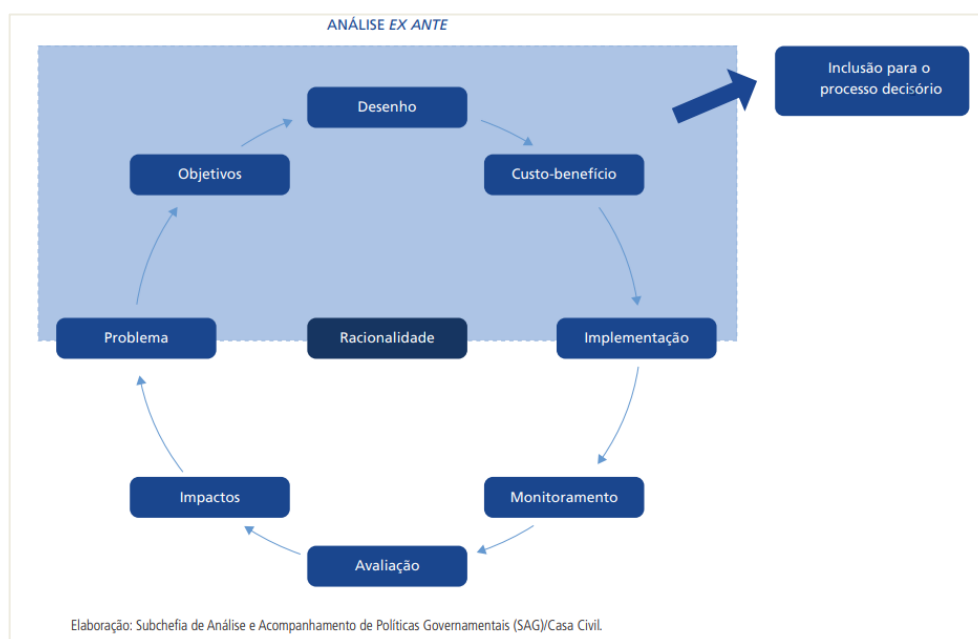 ANÁLISE EX ANTE
Inclusão para o
processo decisório
Desenho
Objetivos
Custo-benefício
Problema
Racionalidade
Implementação
Impactos
Monitoramento
Avaliação
Elaboração: Subchefia de Análise e Acompanhamento de Políticas Governamentais (SAG)/Casa Civil.